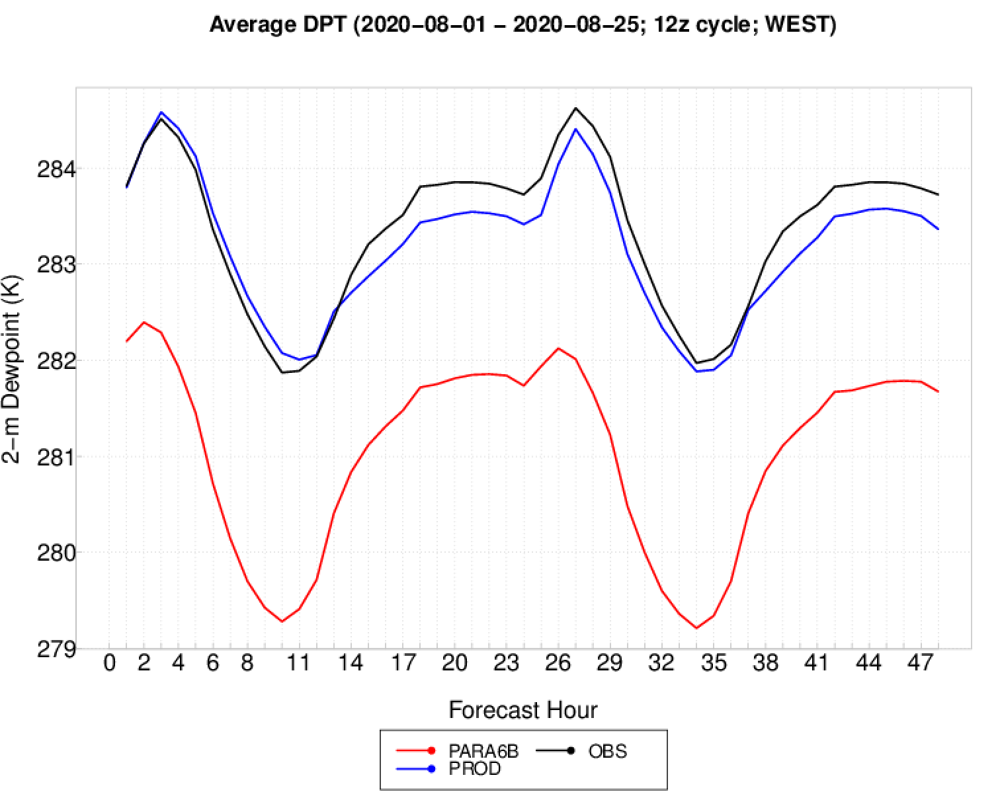 Average DPT (2020−08−01 − 2020−08−25; 12z cycle; WEST)
2−m Dewpoint (K)
284
283
282
281
280
279
0 2 4 6 8 11 14 17 20 23 26 29 32 35 38 41 44 47
Forecast Hour
PARA6B OBS
PROD